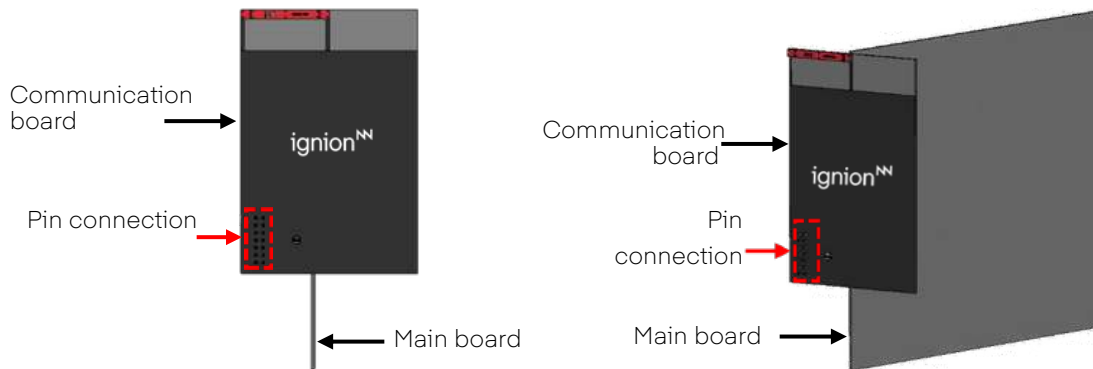 Communication
board
ignion
Pin connection
Main board
Communication
board
ignion
Pin
connection
Main board